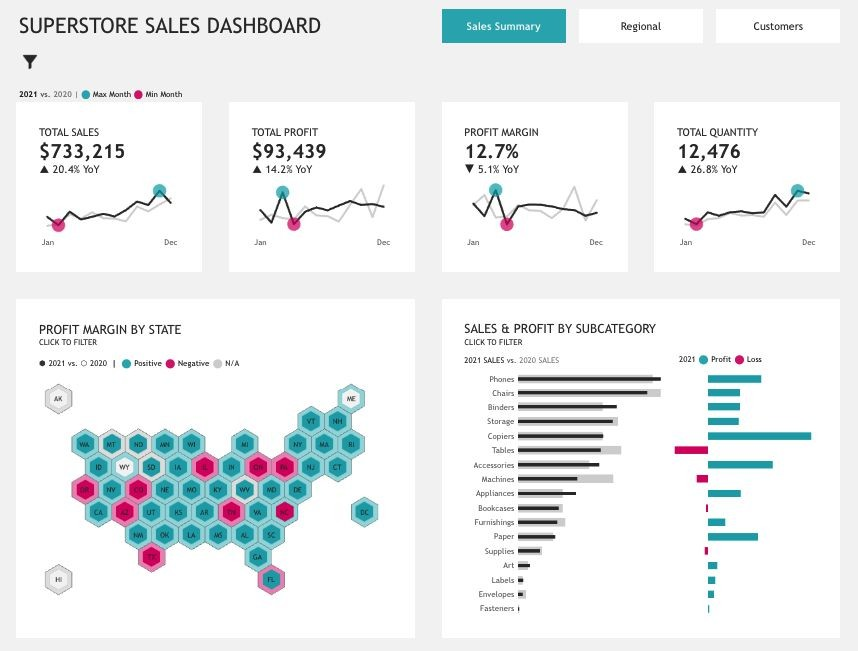 SUPERSTORE SALES DASHBOARD
Sales Summary
Regional
Customers
2021 vs. 2020 | Max Month Min Month
TOTAL SALES
$733,215
▲ 20.4% YoY
Jan Dec
TOTAL PROFIT
$93,439
▲ 14.2% YoY
Jan Dec
PROFIT MARGIN
12.7%
▼ 5.1% YoY
Jan Dec
TOTAL QUANTITY
12,476
▲ 26.8% YoY
Jan Dec
PROFIT MARGIN BY STATE
CLICK TO FILTER
2021 vs. 2020 | Positive Negative N/A
AK ME
VT NH
WA MT ND MN WI MI NY MA RI
ID WY SD IA IL IN OH PA NJ CT
OR NV CO NE MO KY WV MD DE
CA AZ UT KS AR TN VA NC DC
NM OK LA MS AL SC
TX GA
HI FL
SALES & PROFIT BY SUBCATEGORY
CLICK TO FILTER
2021 SALES vs. 2020 SALES
2021 Profit Loss
Phones
Chairs
Binders
Storage
Copiers
Tables
Accessories
Machines
Appliances
Bookcases
Furnishings
Paper
Supplies
Art
Labels
Envelopes
Fasteners